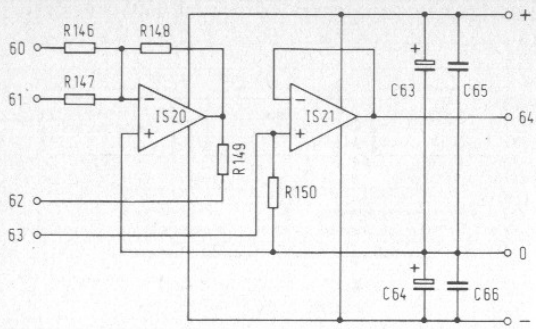 60
R146
R148
61
R147
IS20
62
63
R149
IS21
R150
C63
C65
64
0
C64
C66
+
-
-
+
-
+
+
+
-